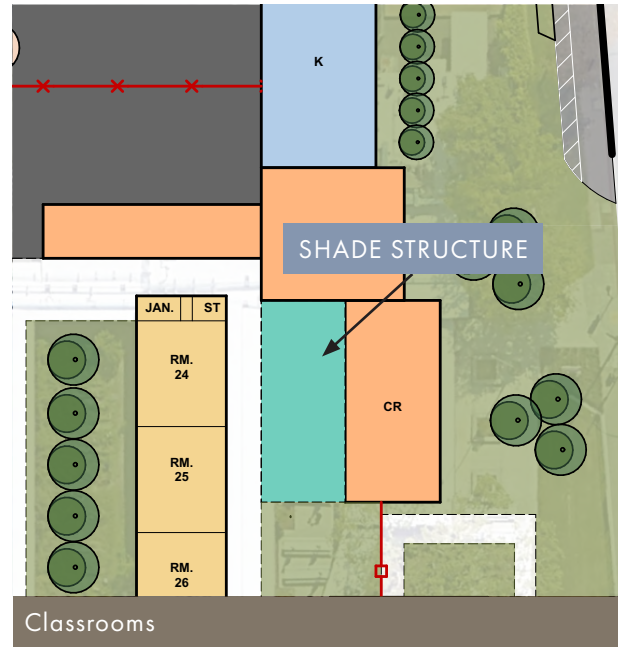 K
SHADE STRUCTURE
JAN. ST
RM.
24
CR
RM.
25
RM.
26
Classrooms